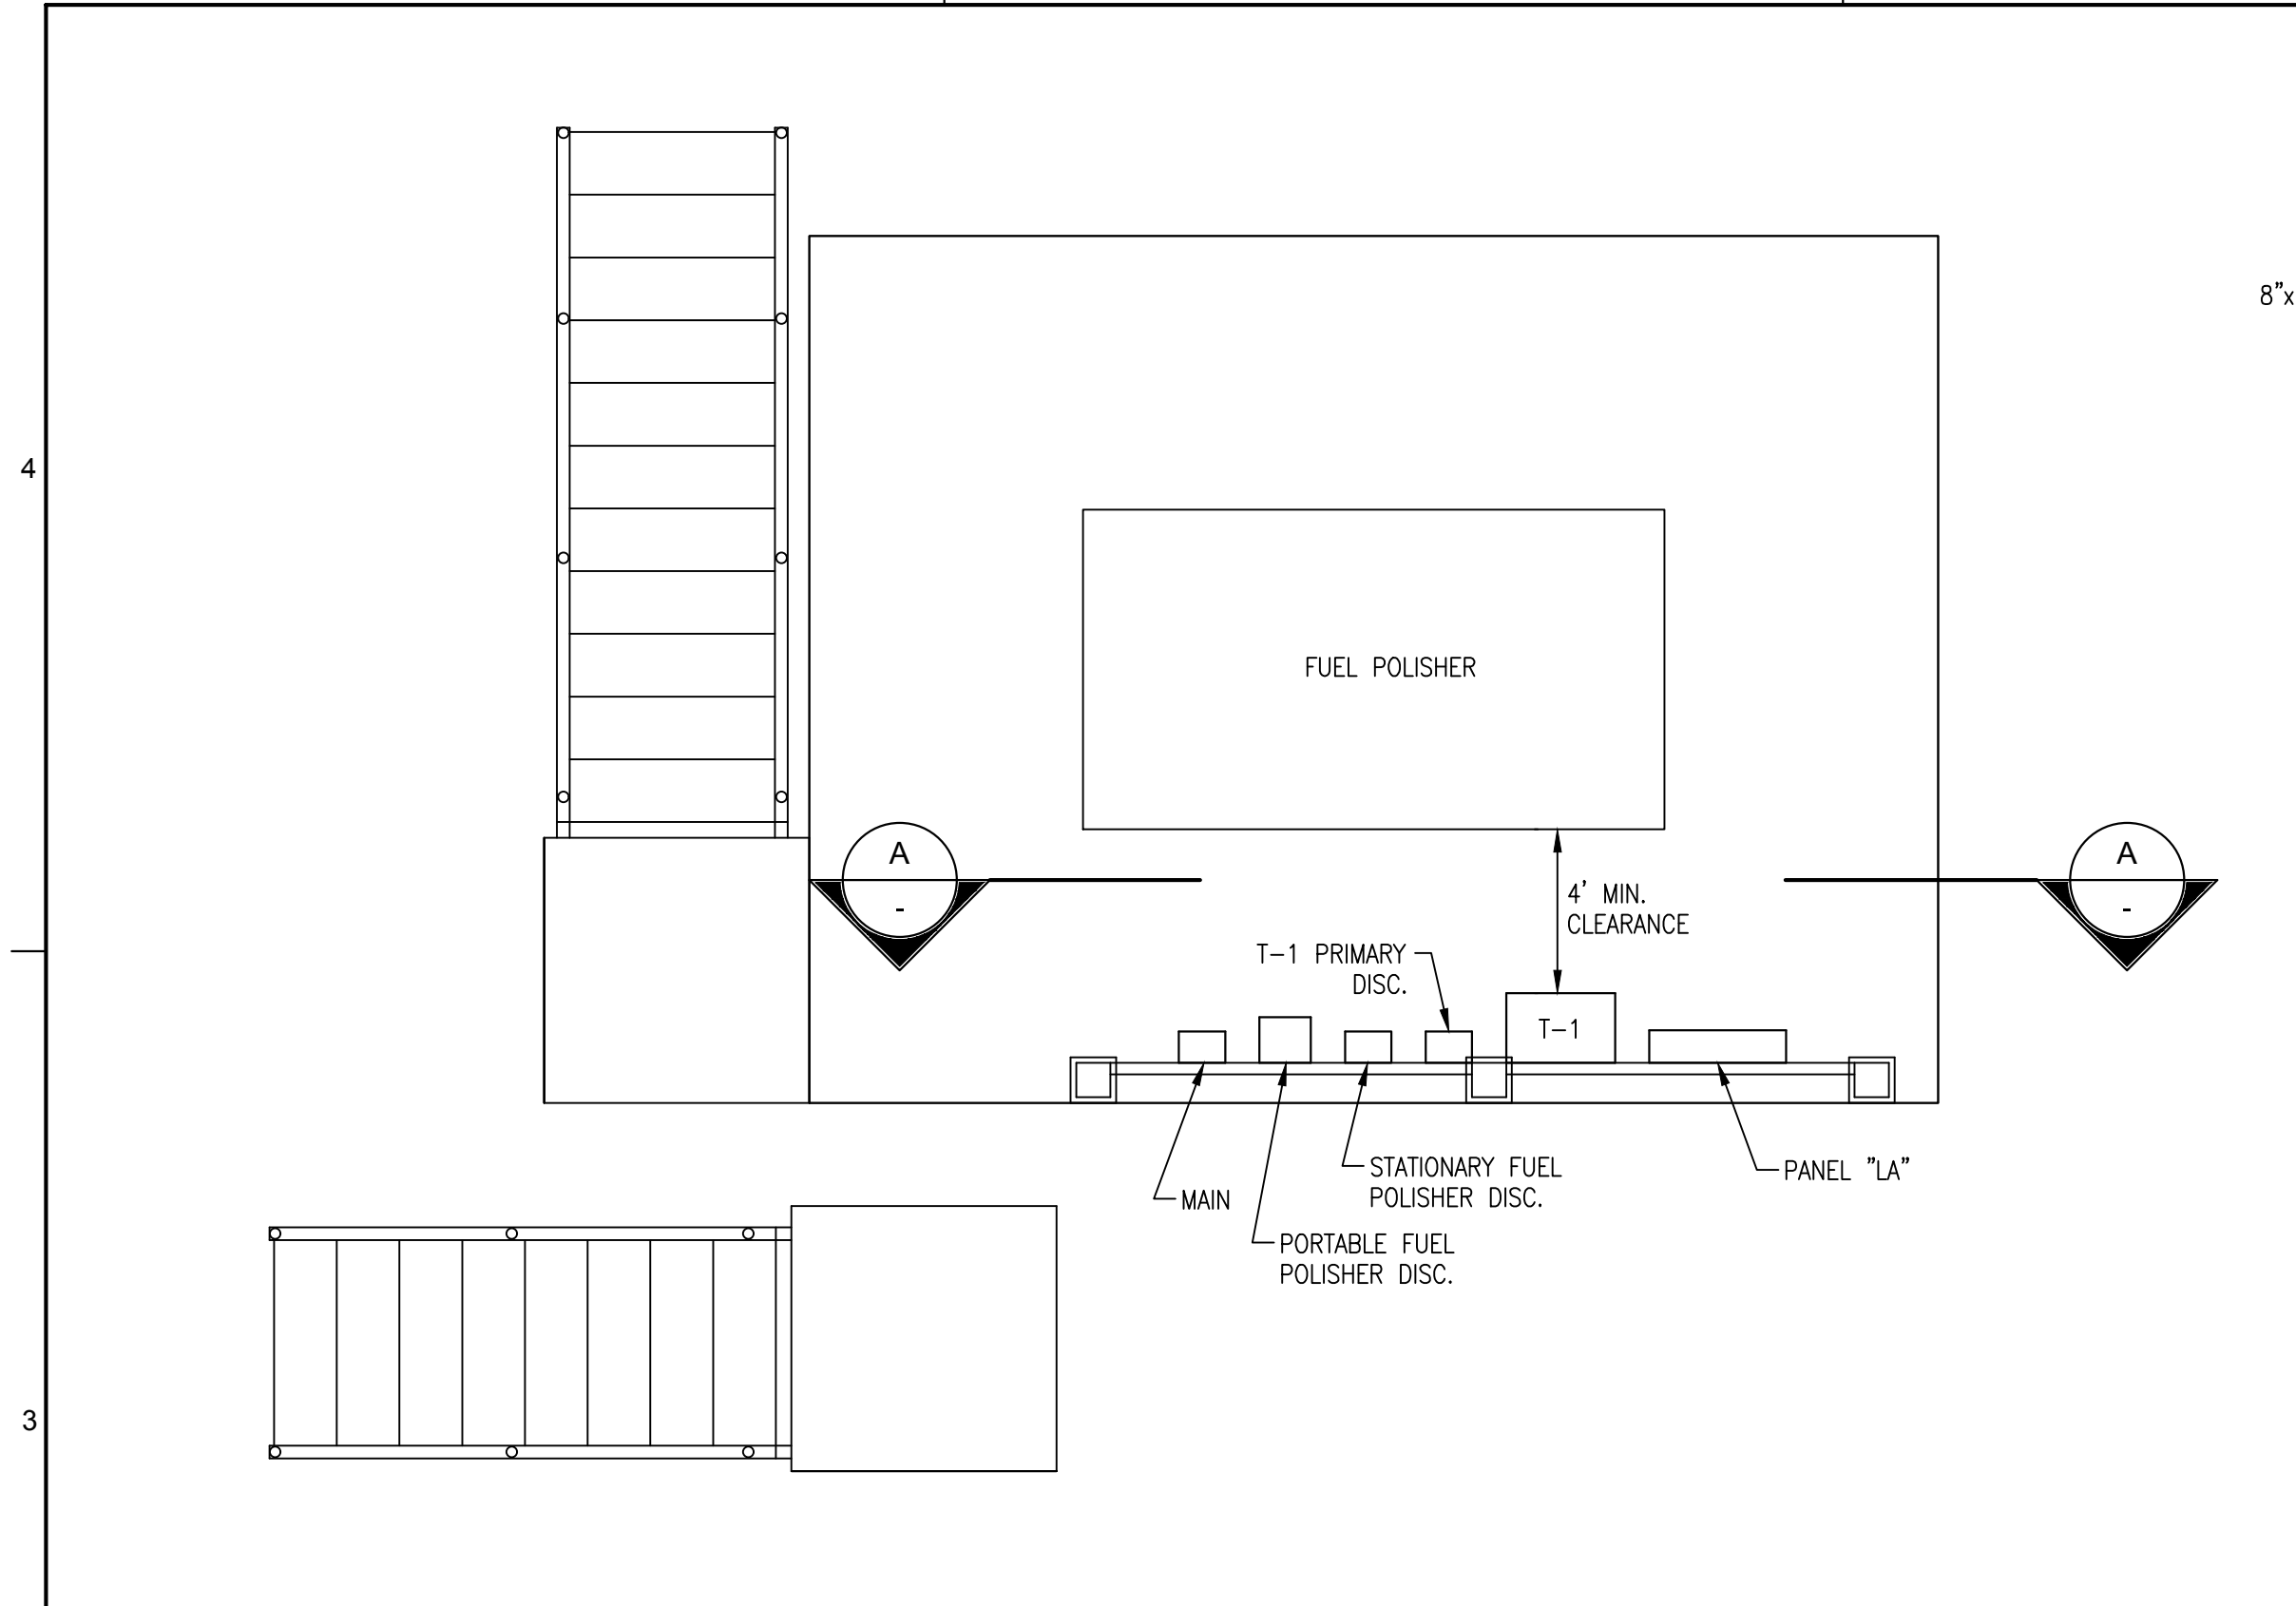 8"x
4
FUEL POLISHER
A
-
A
-
4' MIN.
CLEARANCE
T-1 PRIMARY
DISC.
T-1
STATIONARY FUEL
POLISHER DISC.
PANEL "LA"
MAIN
PORTABLE FUEL
POLISHER DISC.
3